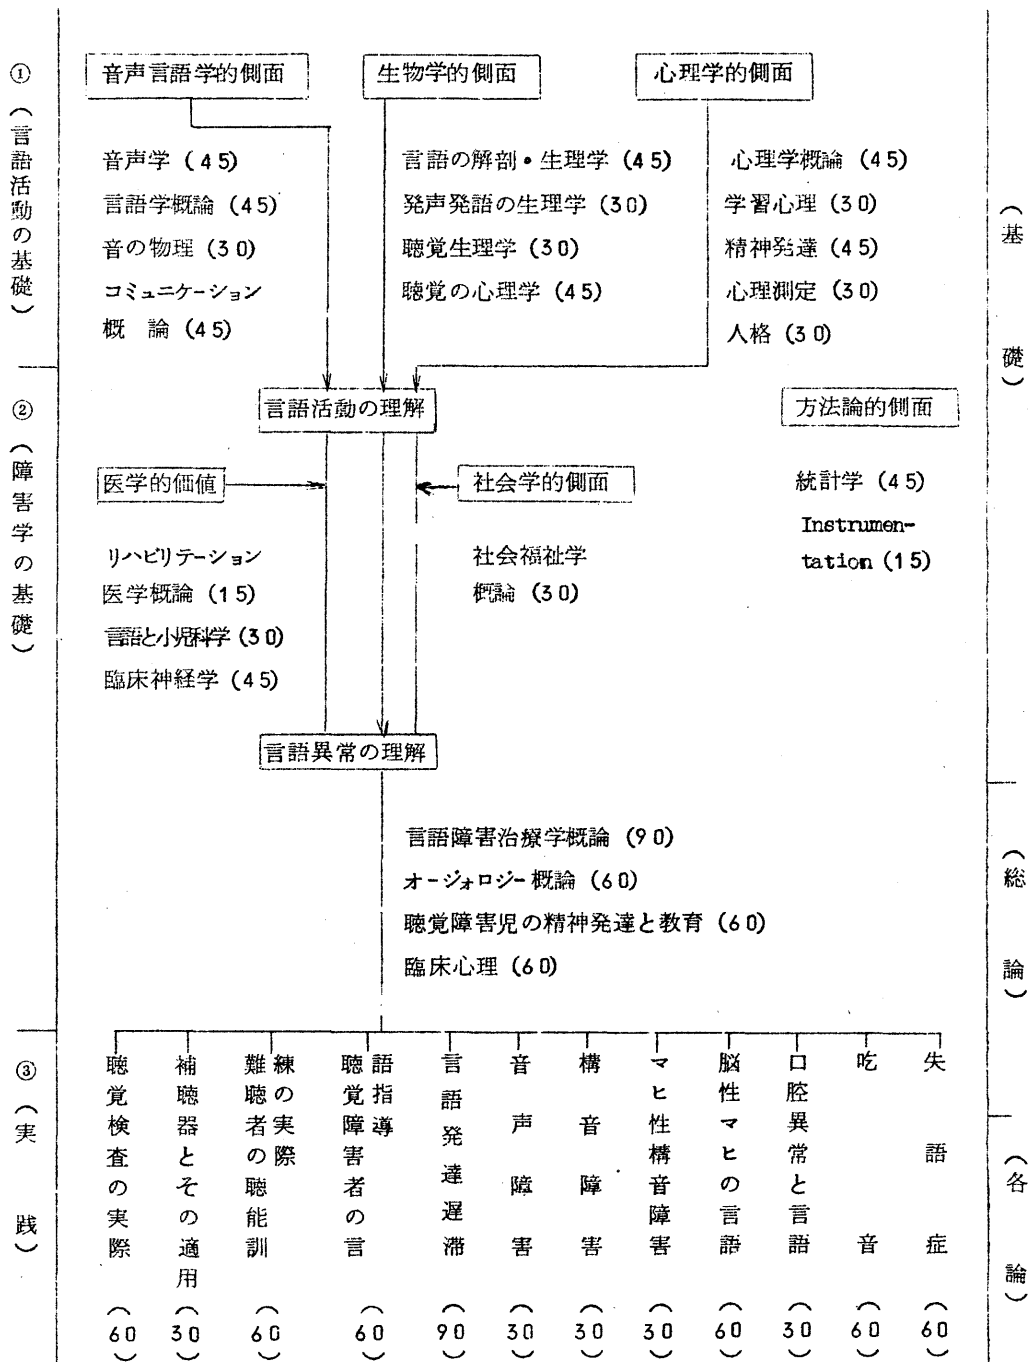 ① (言語活動の基礎)
音声言語学的側面
音声学 (45)
言語学概論 (45)
音の物理 (30)
コミュニケーション
概 論 (45)
生物学的側面
言語の解剖・生理学 (45)
発声発語の生理学 (30)
聴覚生理学 (30)
聴覚の心理学 (45)
心理学的側面
心理学概論 (45)
学習心理 (30)
精神発達 (45)
心理測定 (30)
人格 (30)
(基 礎)
② (障害学の基礎)
言語活動の理解
方法論的側面
統計学 (45)
Instrumen-
tation (15)
医学的価値
リハビリテーション
医学概論 (15)
言語と小児科学 (30)
臨床神経学 (45)
社会学的側面
社会福祉学
概論 (30)
言語異常の理解
言語障害治療学概論 (90)
オージォロジー概論 (60)
聴覚障害児の精神発達と教育 (60)
臨床心理 (60)
(総 論)
③ (実 践)
聴覚検査の実際 (60)
補聴器とその適用 (30)
難聴者の聴能訓
練の実際 (60)
聴覚障害者の言
語指導 (60)
言語発達遅滞 (90)
音声障害 (30)
構音障害 (30)
マヒ性構音障害 (30)
脳性マヒの言語 (60)
口腔異常と言語 (30)
吃音 (60)
失語症 (60)
(各 論)